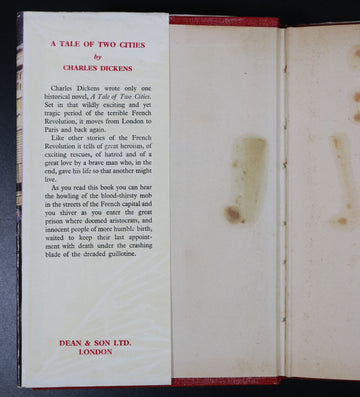 A TALE OF TWO CITIES
by
CHARLES DICKENS
Charles Dickens wrote only one
historical novel, A Tale of Two Cities.
Set in that wildly exciting and yet
tragic period of the terrible French
Revolution, it moves from London to
Paris and back again.
Like other stories of the French
Revolution it tells of great heroism, of
exciting rescues, of hatred and of a
great love by a brave man who, in the
end, gave his life so that another might
live.
As you read this book you can hear
the howling of the blood-thirsty mob
in the streets of the French capital and
you shiver as you enter the great
prison where doomed aristocrats, and
innocent people of more humble birth,
waited to keep their last appoint-
ment with death under the crashing
blade of the dreaded guillotine.
DEAN & SON LTD.
LONDON